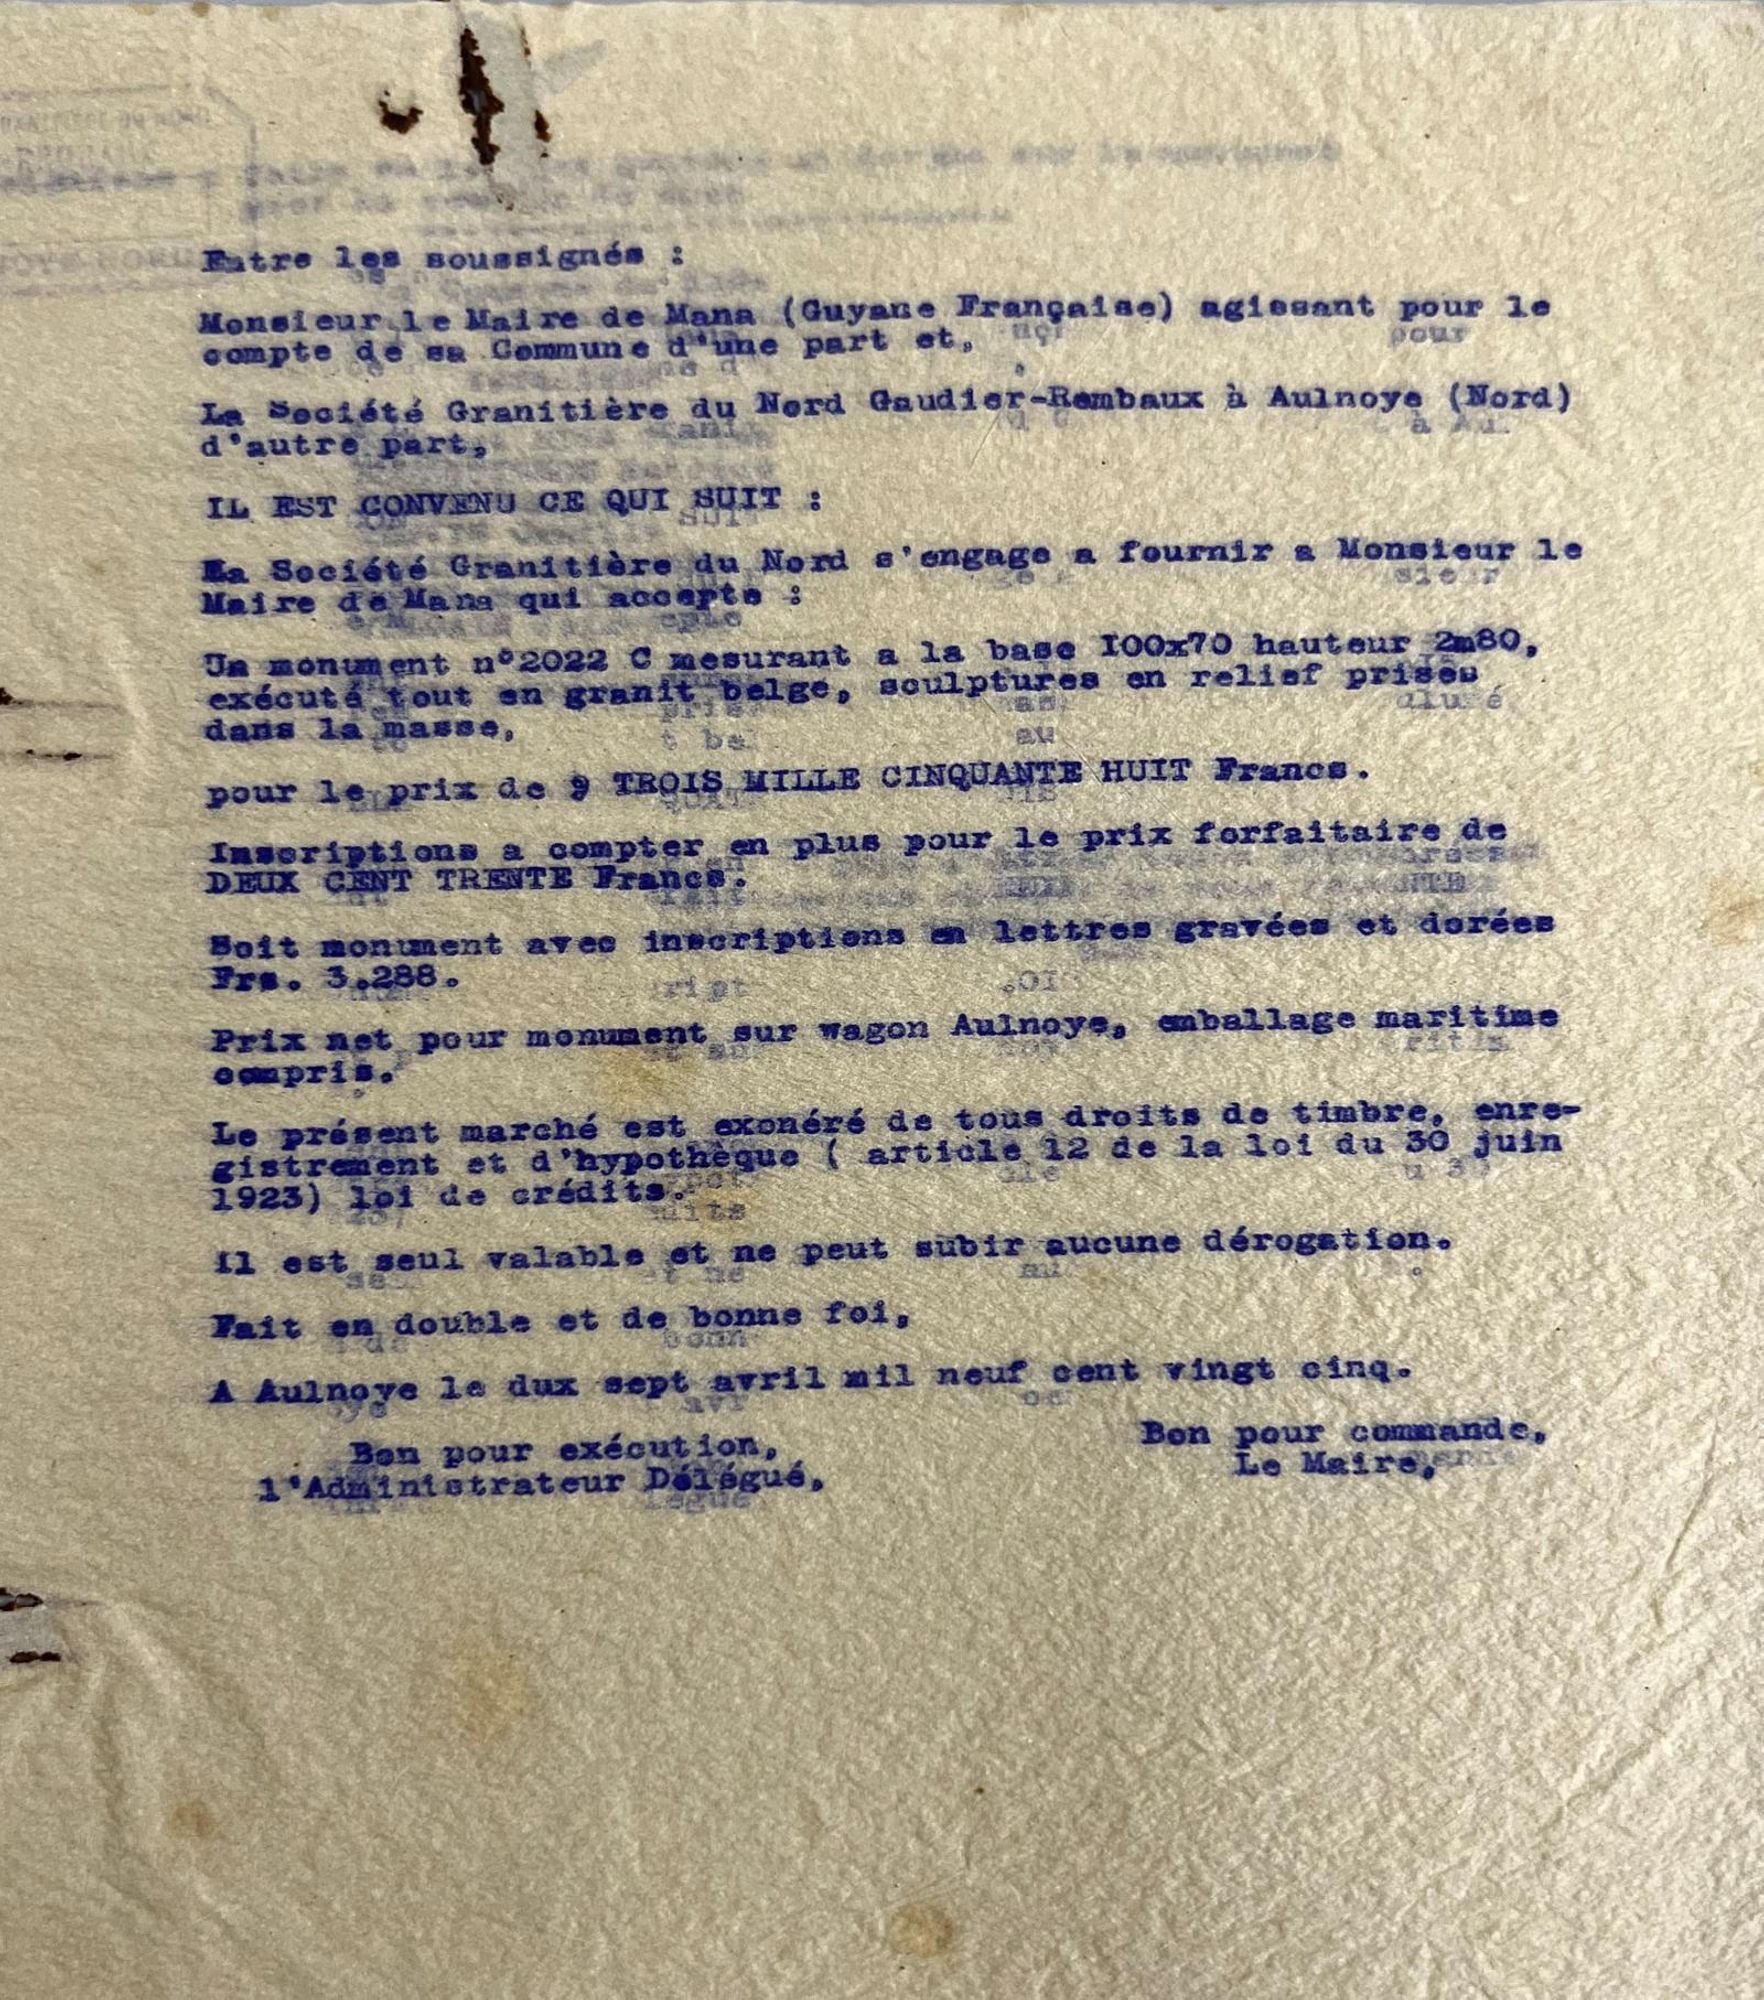 Entre les soussignés :
Monsieur le Maire de Mana (Guyane Française) agissant pour le
compte de sa Commune d'une part et,
La Société Granitière du Nord Gaudier-Rembaux à Aulnoye (Nord)
d'autre part,
IL EST CONVENU CE QUI SUIT :
La Société Granitière du Nord s'engage a fournir a Monsieur le
Maire de Mana qui accepte :
Un monument n°2022 C mesurant a la base I00x70 hauteur 2m80,
exécuté tout en granit belge, sculptures en relief prises
dans la masse,
pour le prix de TROIS MILLE CINQUANTE HUIT Francs.
Inscriptions a compter en plus pour le prix forfaitaire de
DEUX CENT TRENTE Francs.
Soit monument avec inscriptions en lettres gravées et dorées
Frs. 3.288.
Prix net pour monument sur wagon Aulnoye, emballage maritime
compris.
Le présent marché est exonéré de tous droits de timbre, enre-
gistrement et d'hypothèque ( article 12 de la loi du 30 juin
1923) loi de crédits.
Il est seul valable et ne peut subir aucune dérogation.
Fait en double et de bonne foi,
A Aulnoye le dux sept avril mil neuf cent vingt cinq.
Bon pour exécution,
l'Administrateur Délégué,
Bon pour commande,
Le Maire,